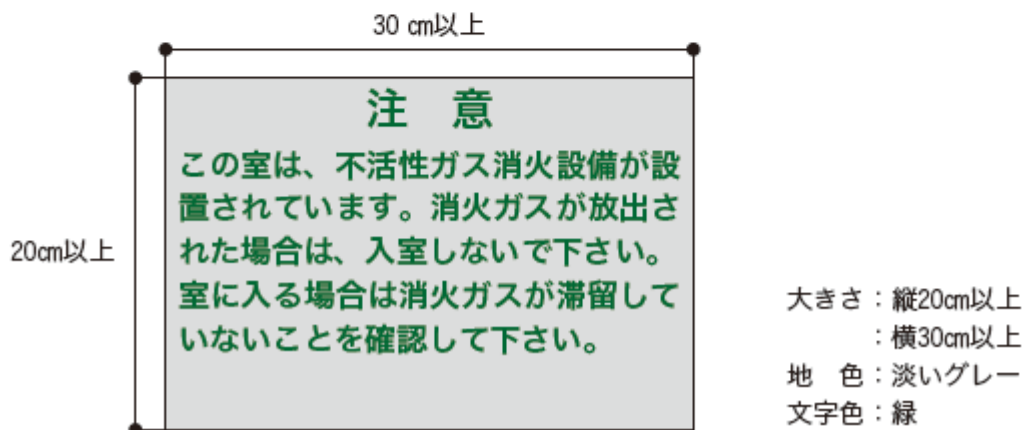 30 cm以上
注　意
この室は、不活性ガス消火設備が設
置されています。消火ガスが放出さ
れた場合は、入室しないで下さい。
室に入る場合は消火ガスが滞留して
いないことを確認して下さい。
20cm以上
大きさ：縦20cm以上
：横30cm以上
地　色：淡いグレー
文字色：緑